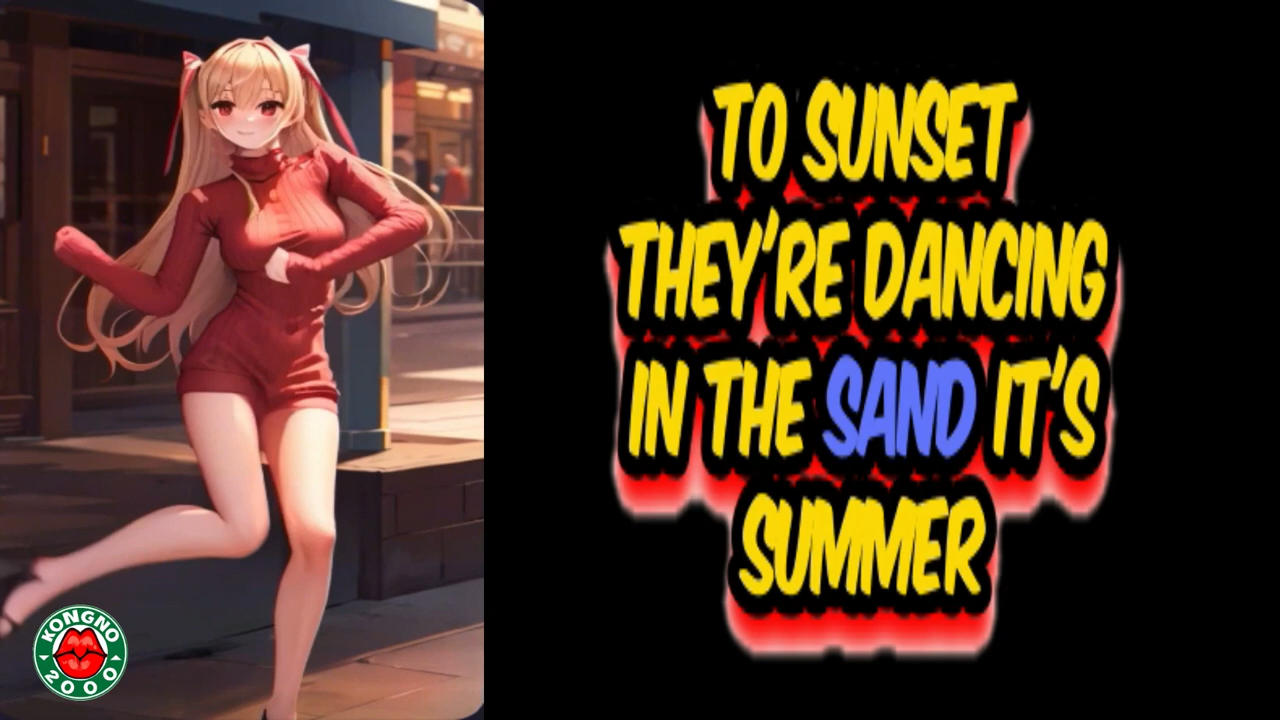 TO SUNSET
THEY'RE DANCING
IN THE SAND IT'S
SUMMER
KONGNO
2000